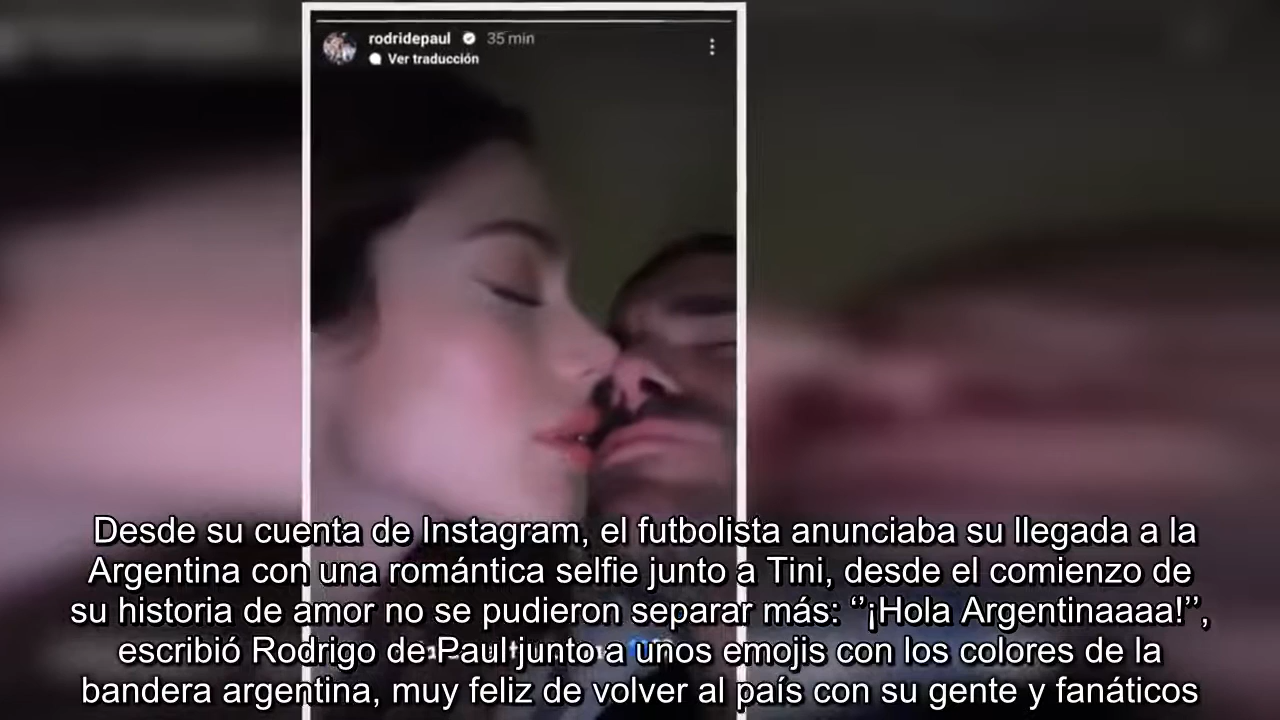 rodridepaul 35 min
Ver traducción
Desde su cuenta de Instagram, el futbolista anunciaba su llegada a la
Argentina con una romántica selfie junto a Tini, desde el comienzo de
su historia de amor no se pudieron separar más: ‘’¡Hola Argentinaaaa!’’,
escribió Rodrigo de Paul junto a unos emojis con los colores de la
bandera argentina, muy feliz de volver al país con su gente y fanáticos